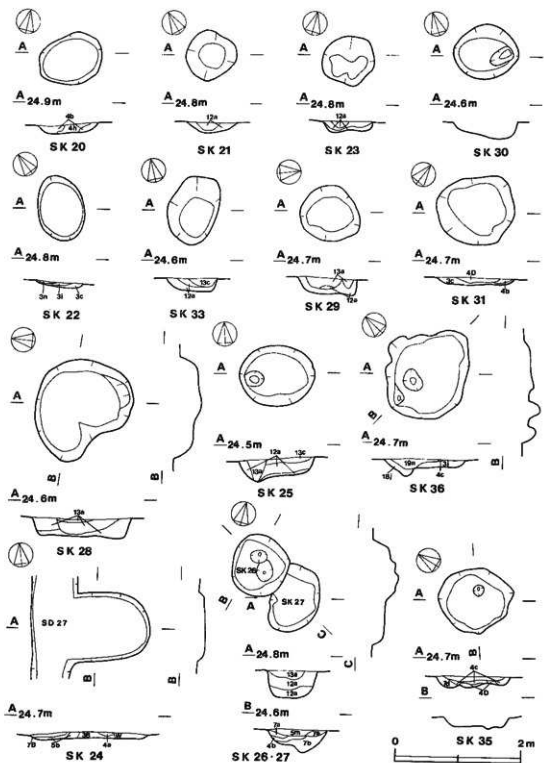 A A A A
A 24.9m A 24.8m A 24.8m A 24.6m
4b 12a 12a
4h
SK 20 SK 21 SK 23 SK 30
A A A A
A 24.8m A 24.6m A 24.7m A 24.7m
3n 3i 3c 13c 12a 13a 12a 4D 3c 4b
SK 22 SK 33 SK 29 SK 31
A A A
B B B
A 24.6m A 24.5m A 24.7m
13a 12a 13c 13a 19n 18j 4c
SK 28 SK 25 SK 36
A SD 27 SK 26 SK 27 A
B B B A C C B
A 24.7m A 24.8m A 24.7m
13a 12a 12a 4c 4D
B 24.6m B
7D 5b 4a 7a 5m 4b 7b
SK 24 SK 26・27 SK 35
0 2m